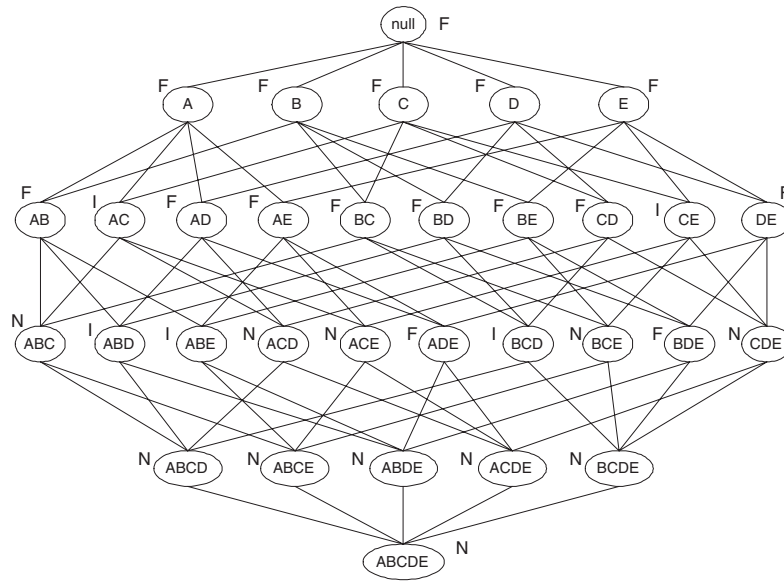 null F
F A F B F C F D F E
F AB I AC F AD F AE F BC F BD F BE F CD I CE F DE
N ABC I ABD I ABE N ACD N ACE F ADE I BCD N BCE F BDE N CDE
N ABCD N ABCE N ABDE N ACDE N BCDE
ABCDE N